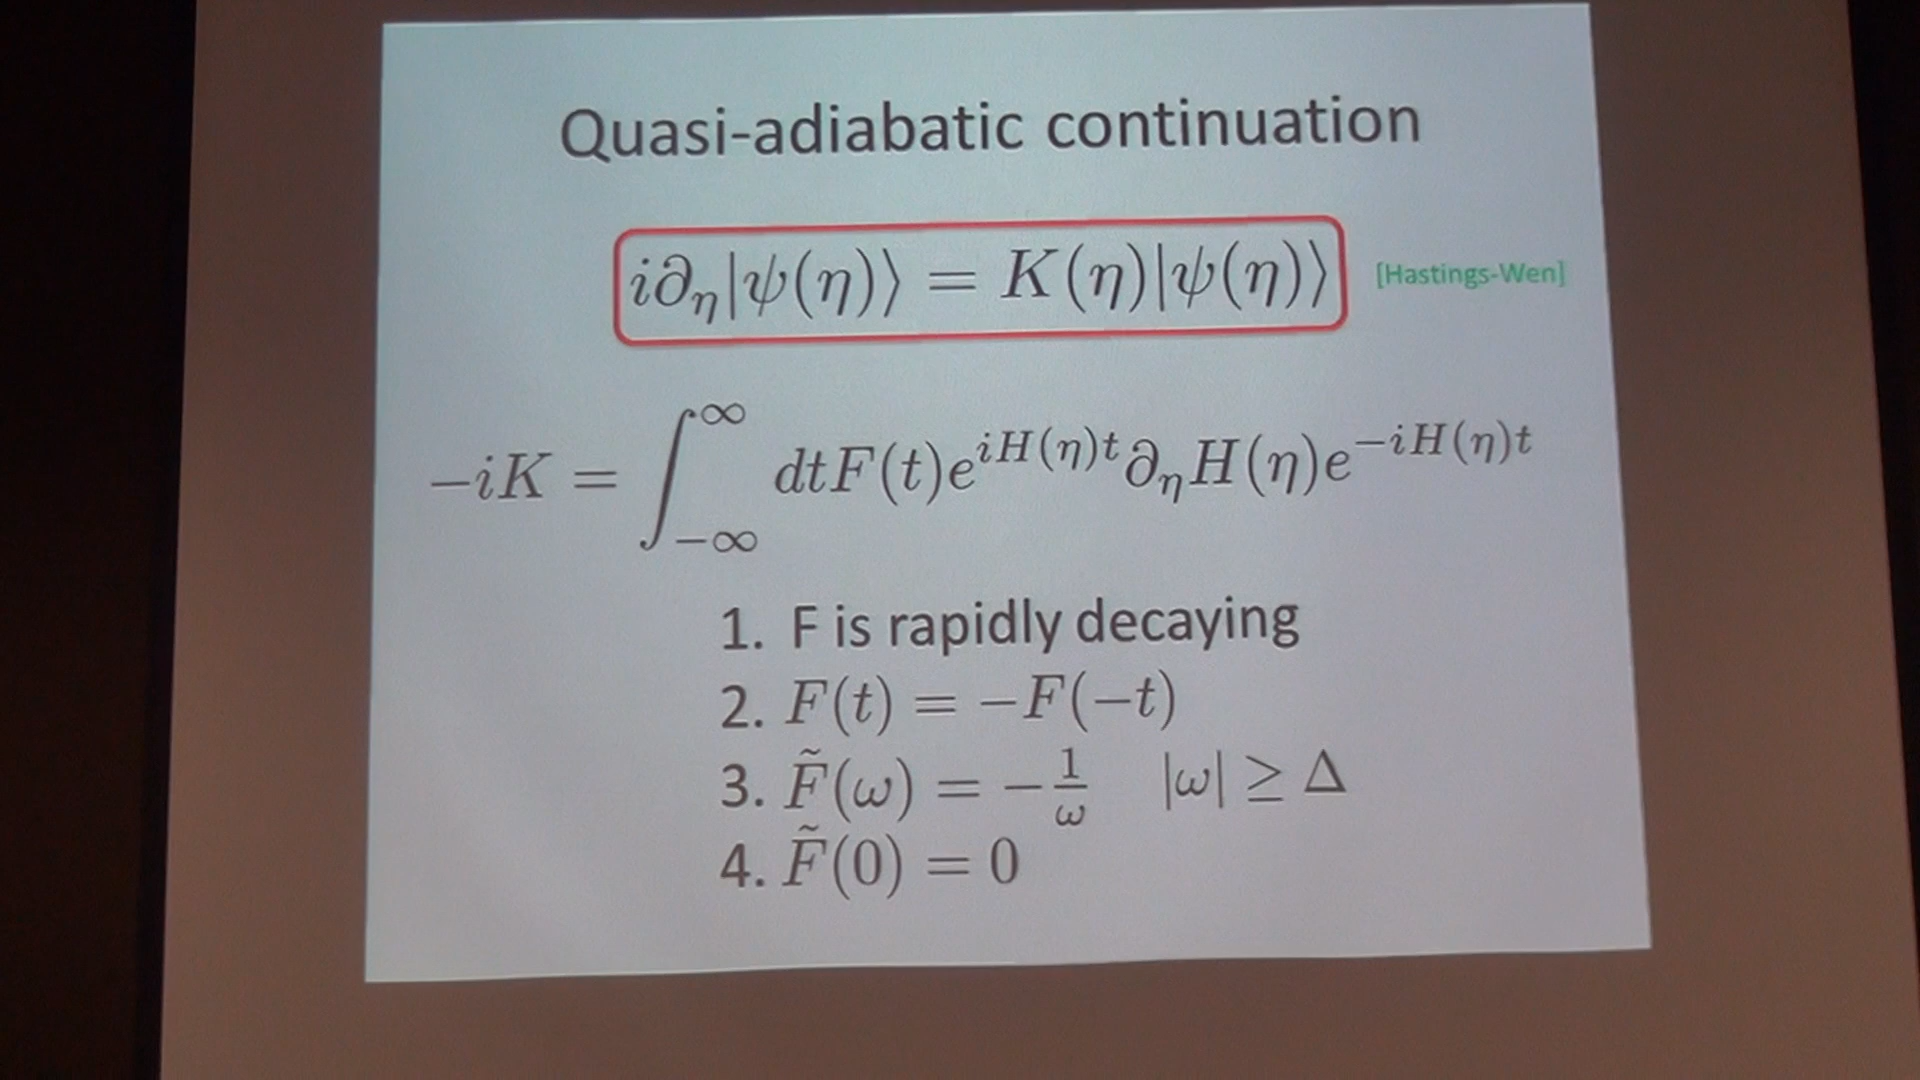 Quasi-adiabatic continuation
i∂_η|ψ(η)⟩ = K(η)|ψ(η)⟩ [Hastings-Wen]
−iK = ∫_{−∞}^{∞} dtF(t)e^{iH(η)t}∂_ηH(η)e^{−iH(η)t}
1. F is rapidly decaying
2. F(t) = −F(−t)
3. F̃(ω) = −1/ω |ω| ≥ Δ
4. F̃(0) = 0